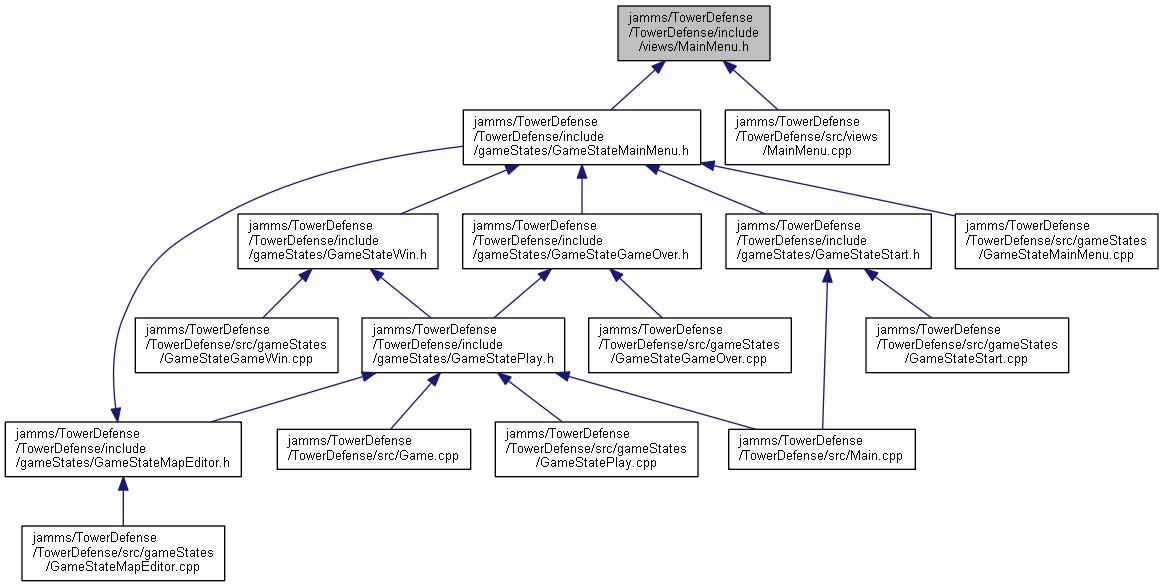 jamms/TowerDefense
/TowerDefense/include
/views/MainMenu.h
jamms/TowerDefense
/TowerDefense/include
/gameStates/GameStateMainMenu.h
jamms/TowerDefense
/TowerDefense/src/views
/MainMenu.cpp
jamms/TowerDefense
/TowerDefense/include
/gameStates/GameStateWin.h
jamms/TowerDefense
/TowerDefense/include
/gameStates/GameStateGameOver.h
jamms/TowerDefense
/TowerDefense/include
/gameStates/GameStateStart.h
jamms/TowerDefense
/TowerDefense/src/gameStates
/GameStateMainMenu.cpp
jamms/TowerDefense
/TowerDefense/src/gameStates
/GameStateGameWin.cpp
jamms/TowerDefense
/TowerDefense/include
/gameStates/GameStatePlay.h
jamms/TowerDefense
/TowerDefense/src/gameStates
/GameStateGameOver.cpp
jamms/TowerDefense
/TowerDefense/src/gameStates
/GameStateStart.cpp
jamms/TowerDefense
/TowerDefense/include
/gameStates/GameStateMapEditor.h
jamms/TowerDefense
/TowerDefense/src/Game.cpp
jamms/TowerDefense
/TowerDefense/src/gameStates
/GameStatePlay.cpp
jamms/TowerDefense
/TowerDefense/src/Main.cpp
jamms/TowerDefense
/TowerDefense/src/gameStates
/GameStateMapEditor.cpp